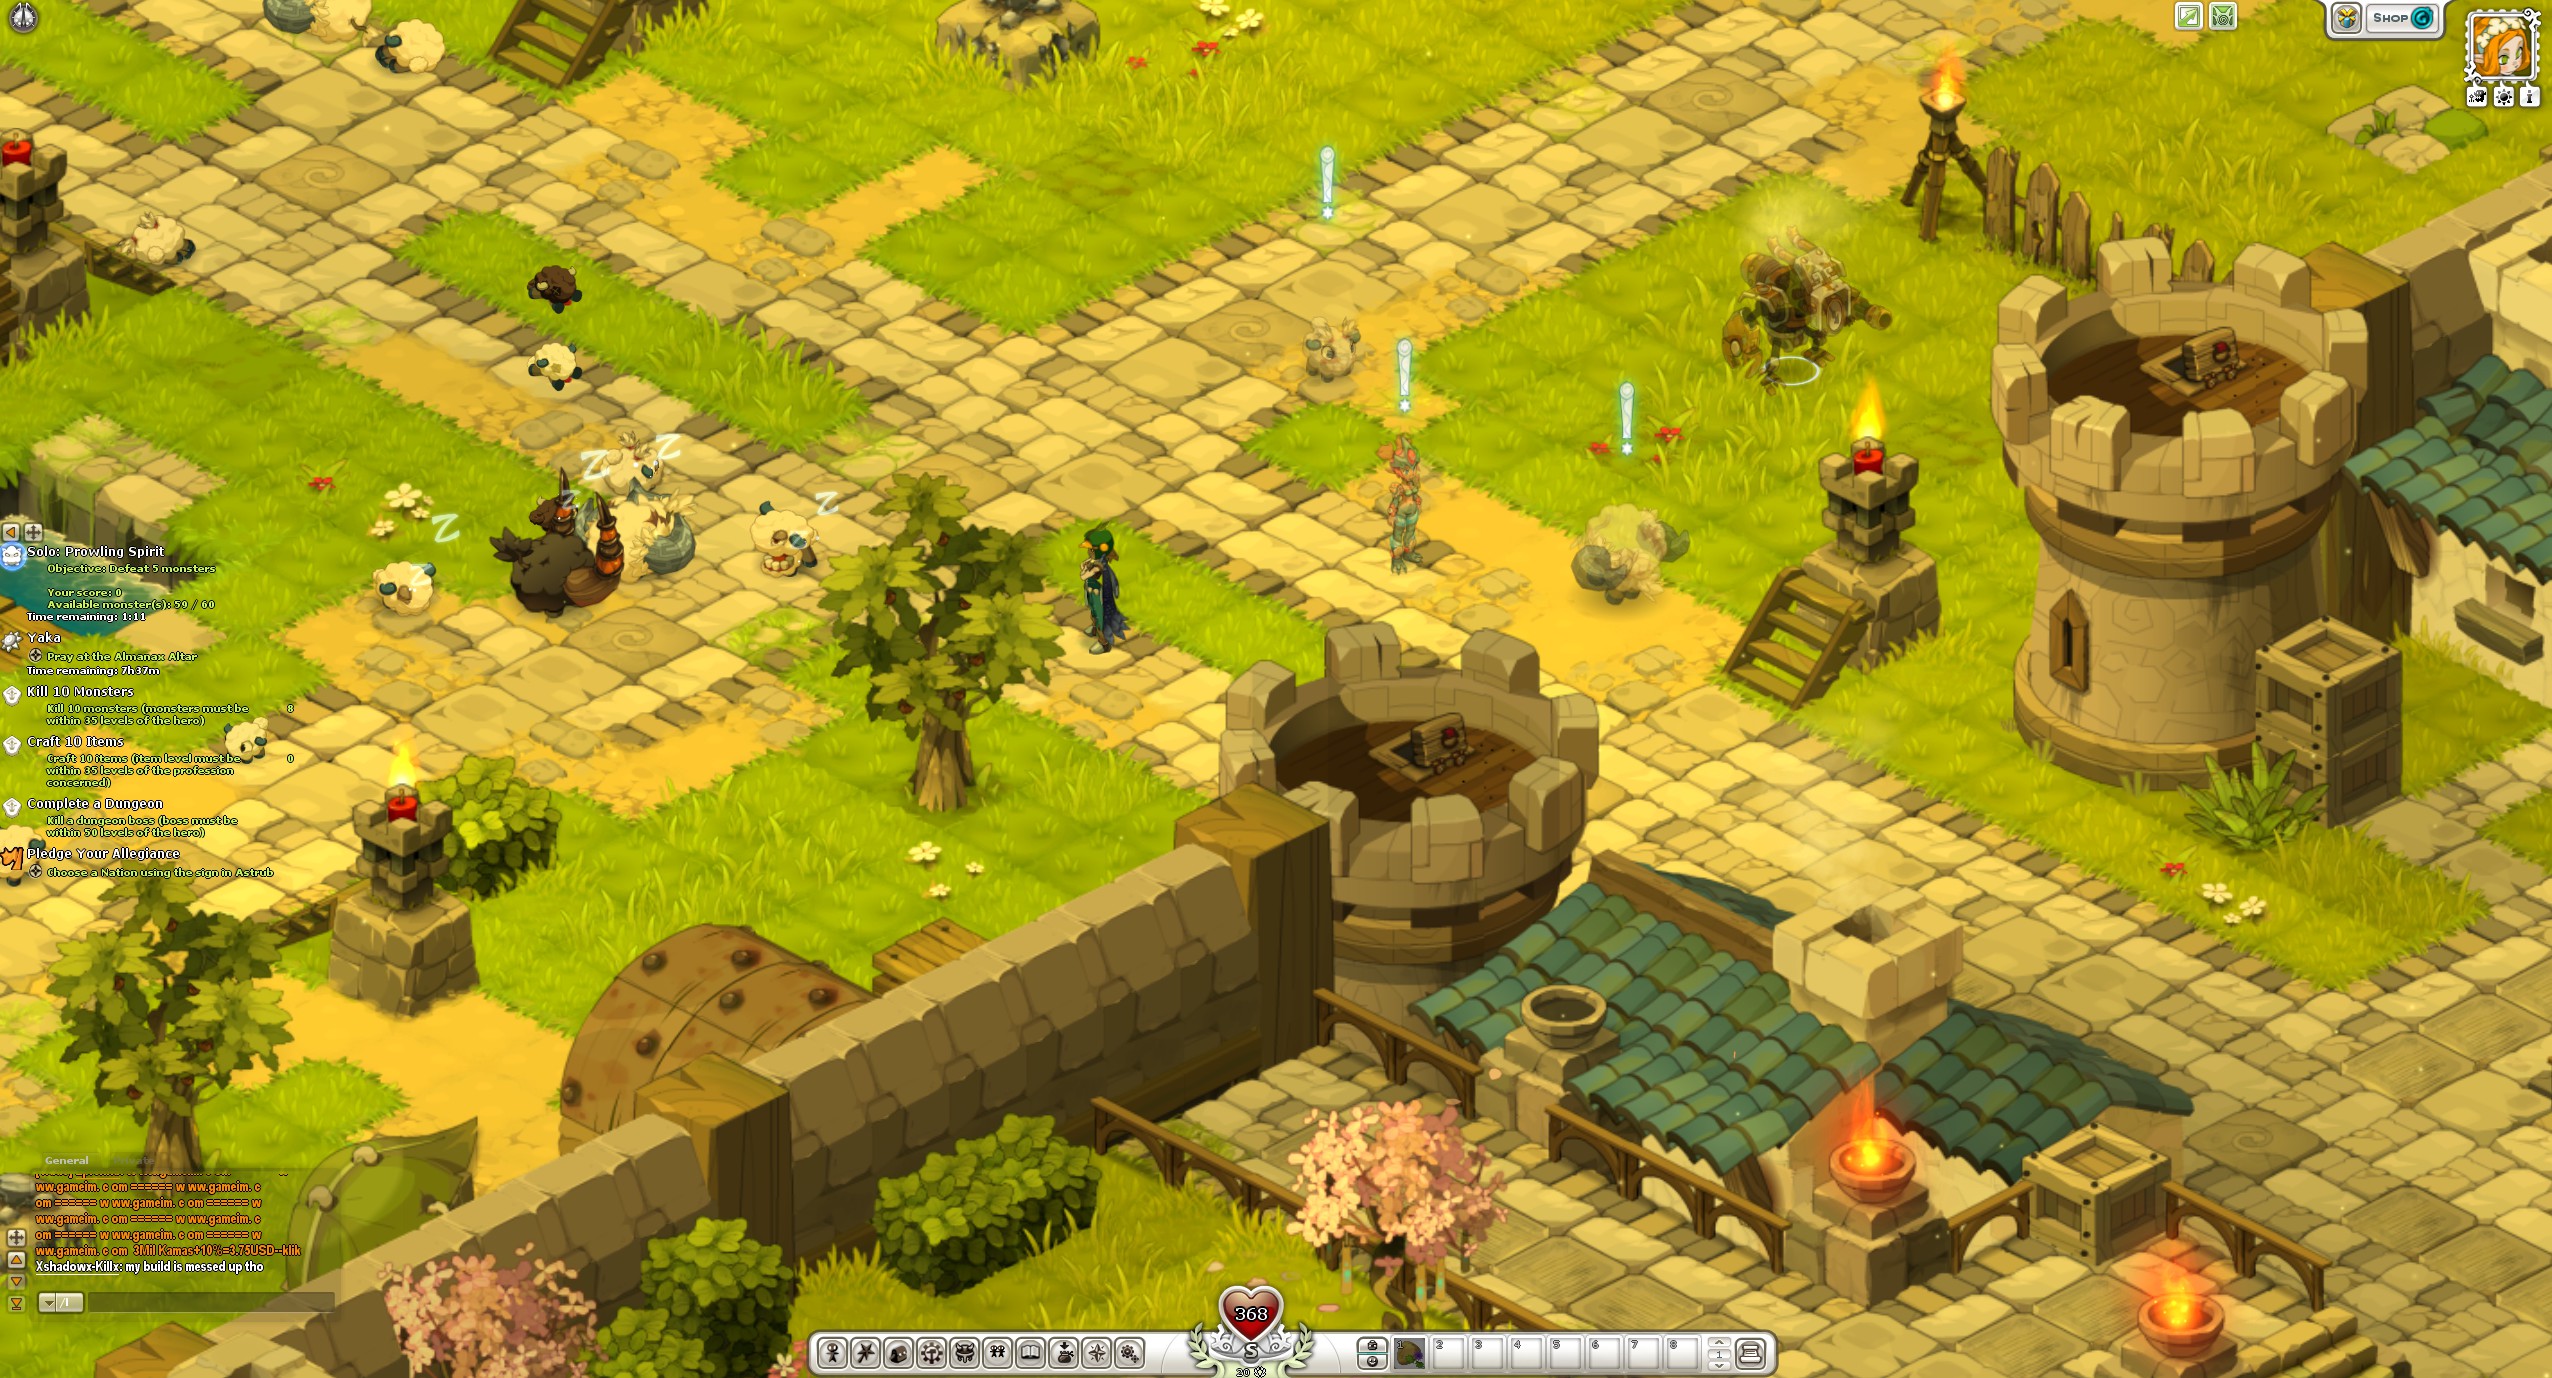 SHOP
Solo: Prowling Spirit
Objective: Defeat 5 monsters
Your score: 0
Available monster(s): 59 / 60
Time remaining: 1:11
Yaka
Pray at the Almanax Altar
Time remaining: 7h37m
Kill 10 Monsters
Kill 10 monsters (monsters must be 8
within 35 levels of the hero)
Craft 10 Items
Craft 10 items (item level must be 0
within 35 levels of the profession
concerned)
Complete a Dungeon
Kill a dungeon boss (boss must be
within 50 levels of the hero)
Pledge Your Allegiance
Choose a Nation using the sign in Astrub
General
ww.gameim. c om ====== w ww.gameim. c
om ====== w ww.gameim. c om ====== w
ww.gameim. c om ====== w ww.gameim. c
om ====== w ww.gameim. c om ====== w
ww.gameim. c om 3Mil Kamas+10%=3.75USD--klik
Xshadowx-Killx: my build is messed up tho
/l
368
S
20
1 2 3 4 5 6 7 8
1